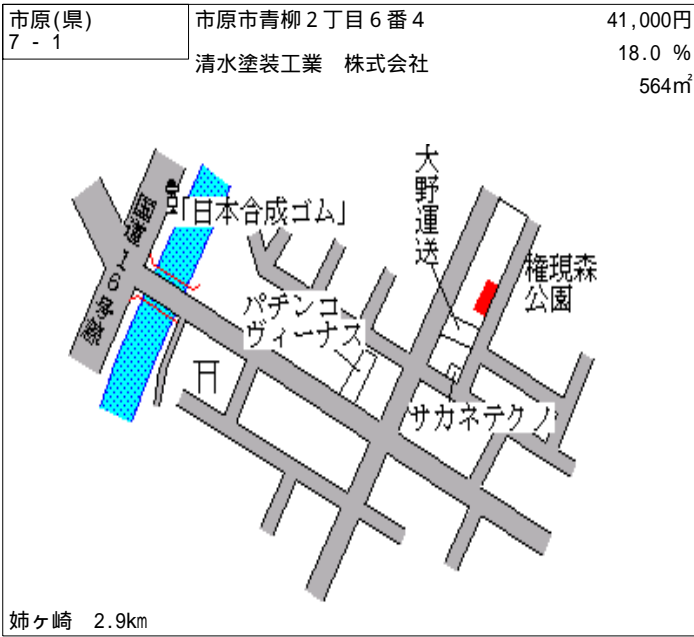 市原(県)
7 - 1
市原市青柳２丁目６番４
清水塗装工業　株式会社
41,000円
18.0 %
564㎡
国道１６号線
「日本合成ゴム」
大野運送
権現森
公園
パチンコ
ヴィーナス
サカネテクノ
姉ヶ崎　2.9km